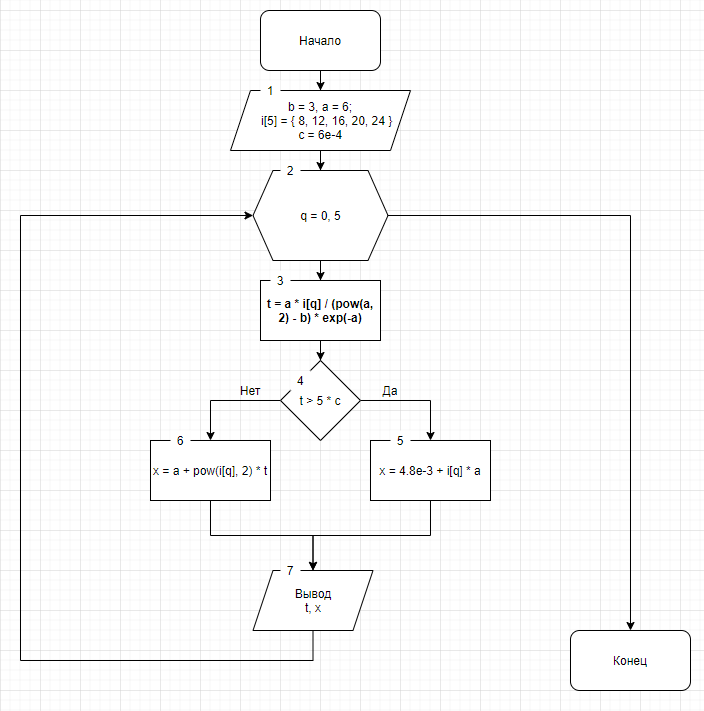 Начало
1
b = 3, a = 6;
i[5] = { 8, 12, 16, 20, 24 }
c = 6e-4
2
q = 0, 5
3
t = a * i[q] / (pow(a,
2) - b) * exp(-a)
4
t > 5 * c
Нет
Да
6
x = a + pow(i[q], 2) * t
5
x = 4.8e-3 + i[q] * a
7
Вывод
t, x
Конец